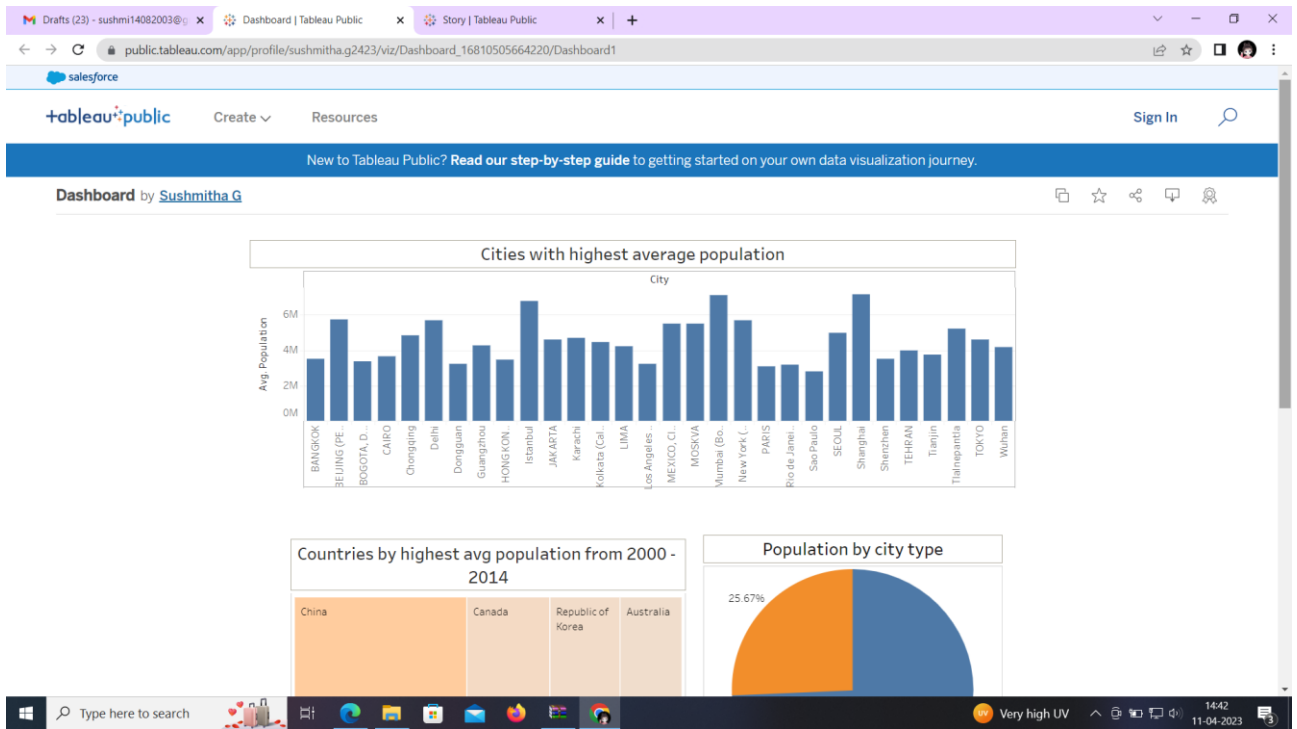 Drafts (23) - sushmi14082003@g
Dashboard | Tableau Public
Story | Tableau Public
public.tableau.com/app/profile/sushmitha.g2423/viz/Dashboard_16810505664220/Dashboard1
salesforce
+ableau public
Create
Resources
Sign In
New to Tableau Public? Read our step-by-step guide to getting started on your own data visualization journey.
Dashboard by Sushmitha G
Cities with highest average population
City
Avg. Population
6M
4M
2M
0M
BANGKOK
BEIJING (PE..
BOGOTA, D..
CAIRO
Chongqing
Delhi
Dongguan
Guangzhou
HONG KON..
Istanbul
JAKARTA
Karachi
Kolkata (Cal..
LIMA
Los Angeles ..
MEXICO, CI..
MOSKVA
Mumbai (Bo..
New York (..
PARIS
Rio de Janei..
Sao Paulo
SEOUL
Shanghai
Shenzhen
TEHRAN
Tianjin
Tlalnepantla
TOKYO
Wuhan
Countries by highest avg population from 2000 -
2014
China
Canada
Republic of
Korea
Australia
Population by city type
25.67%
Type here to search
UV
Very high UV
14:42
11-04-2023
3